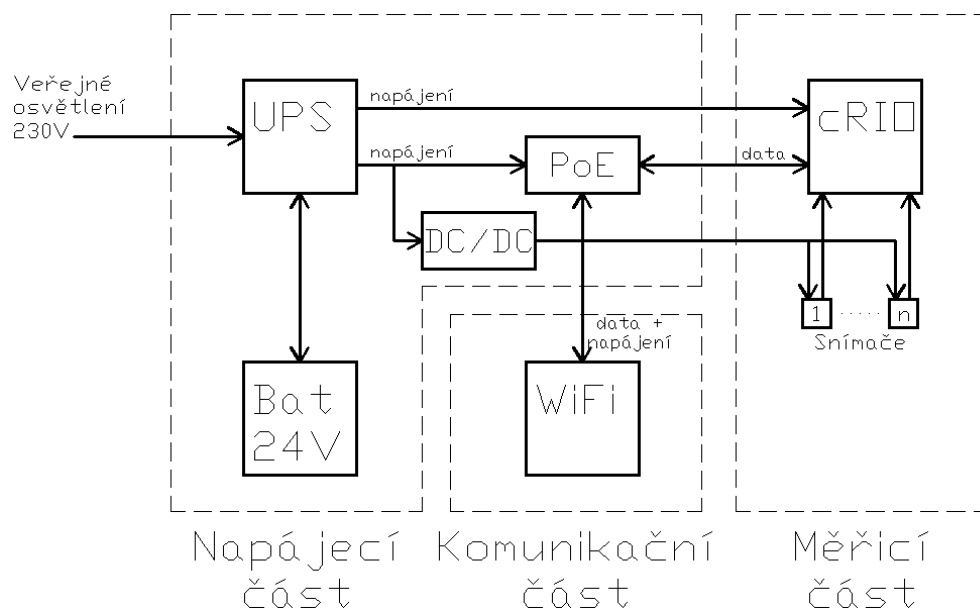 Veřejné
osvětlení
230V
UPS
napájení
napájení
PoE
data
cRIO
DC/DC
1
n
Snímače
data +
napájení
Bat
24V
WiFi
Napájecí
část
Komunikační
část
Měřicí
část